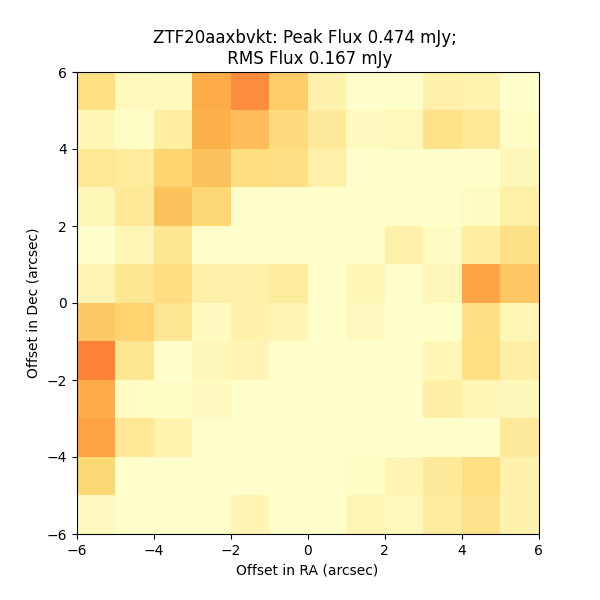 ZTF20aaxbvkt: Peak Flux 0.474 mJy;
RMS Flux 0.167 mJy
6
4
2
0
−2
−4
−6
Offset in Dec (arcsec)
−6 −4 −2 0 2 4 6
Offset in RA (arcsec)